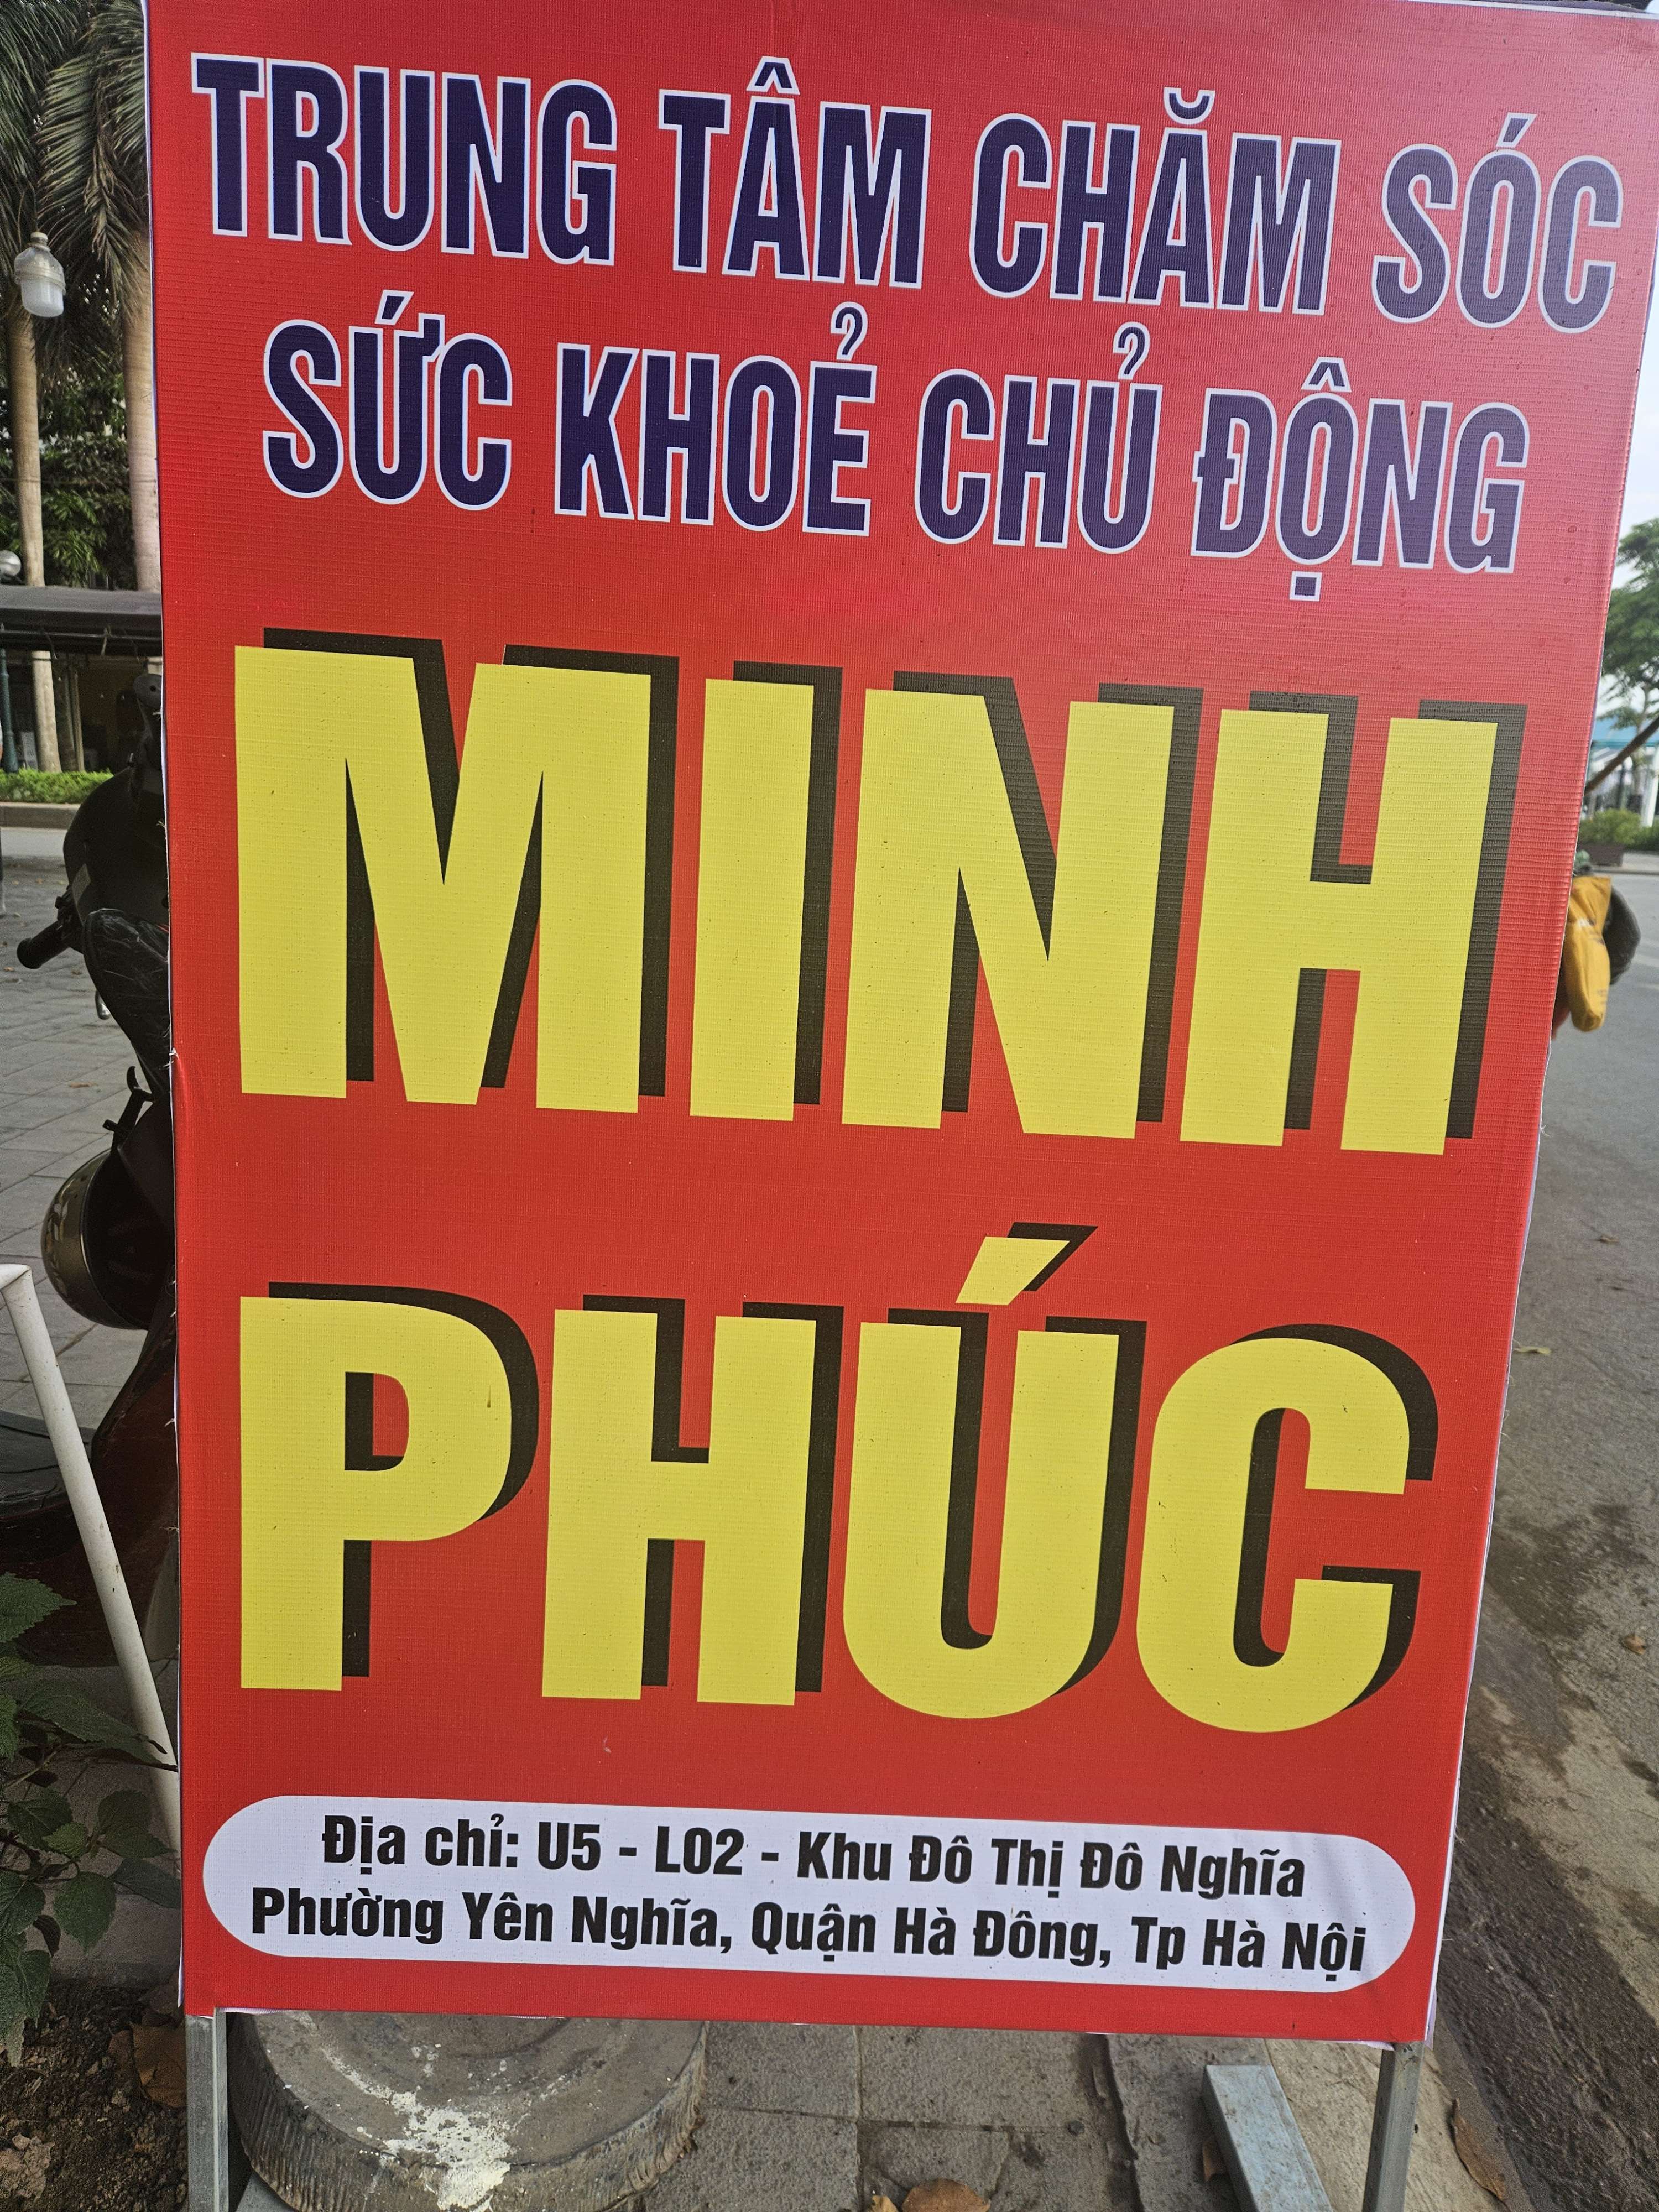 TRUNG TÂM CHĂM SÓC
SỨC KHOẺ CHỦ ĐỘNG
MINH
PHÚC
Địa chỉ: U5 - L02 - Khu Đô Thị Đô Nghĩa
Phường Yên Nghĩa, Quận Hà Đông, Tp Hà Nội